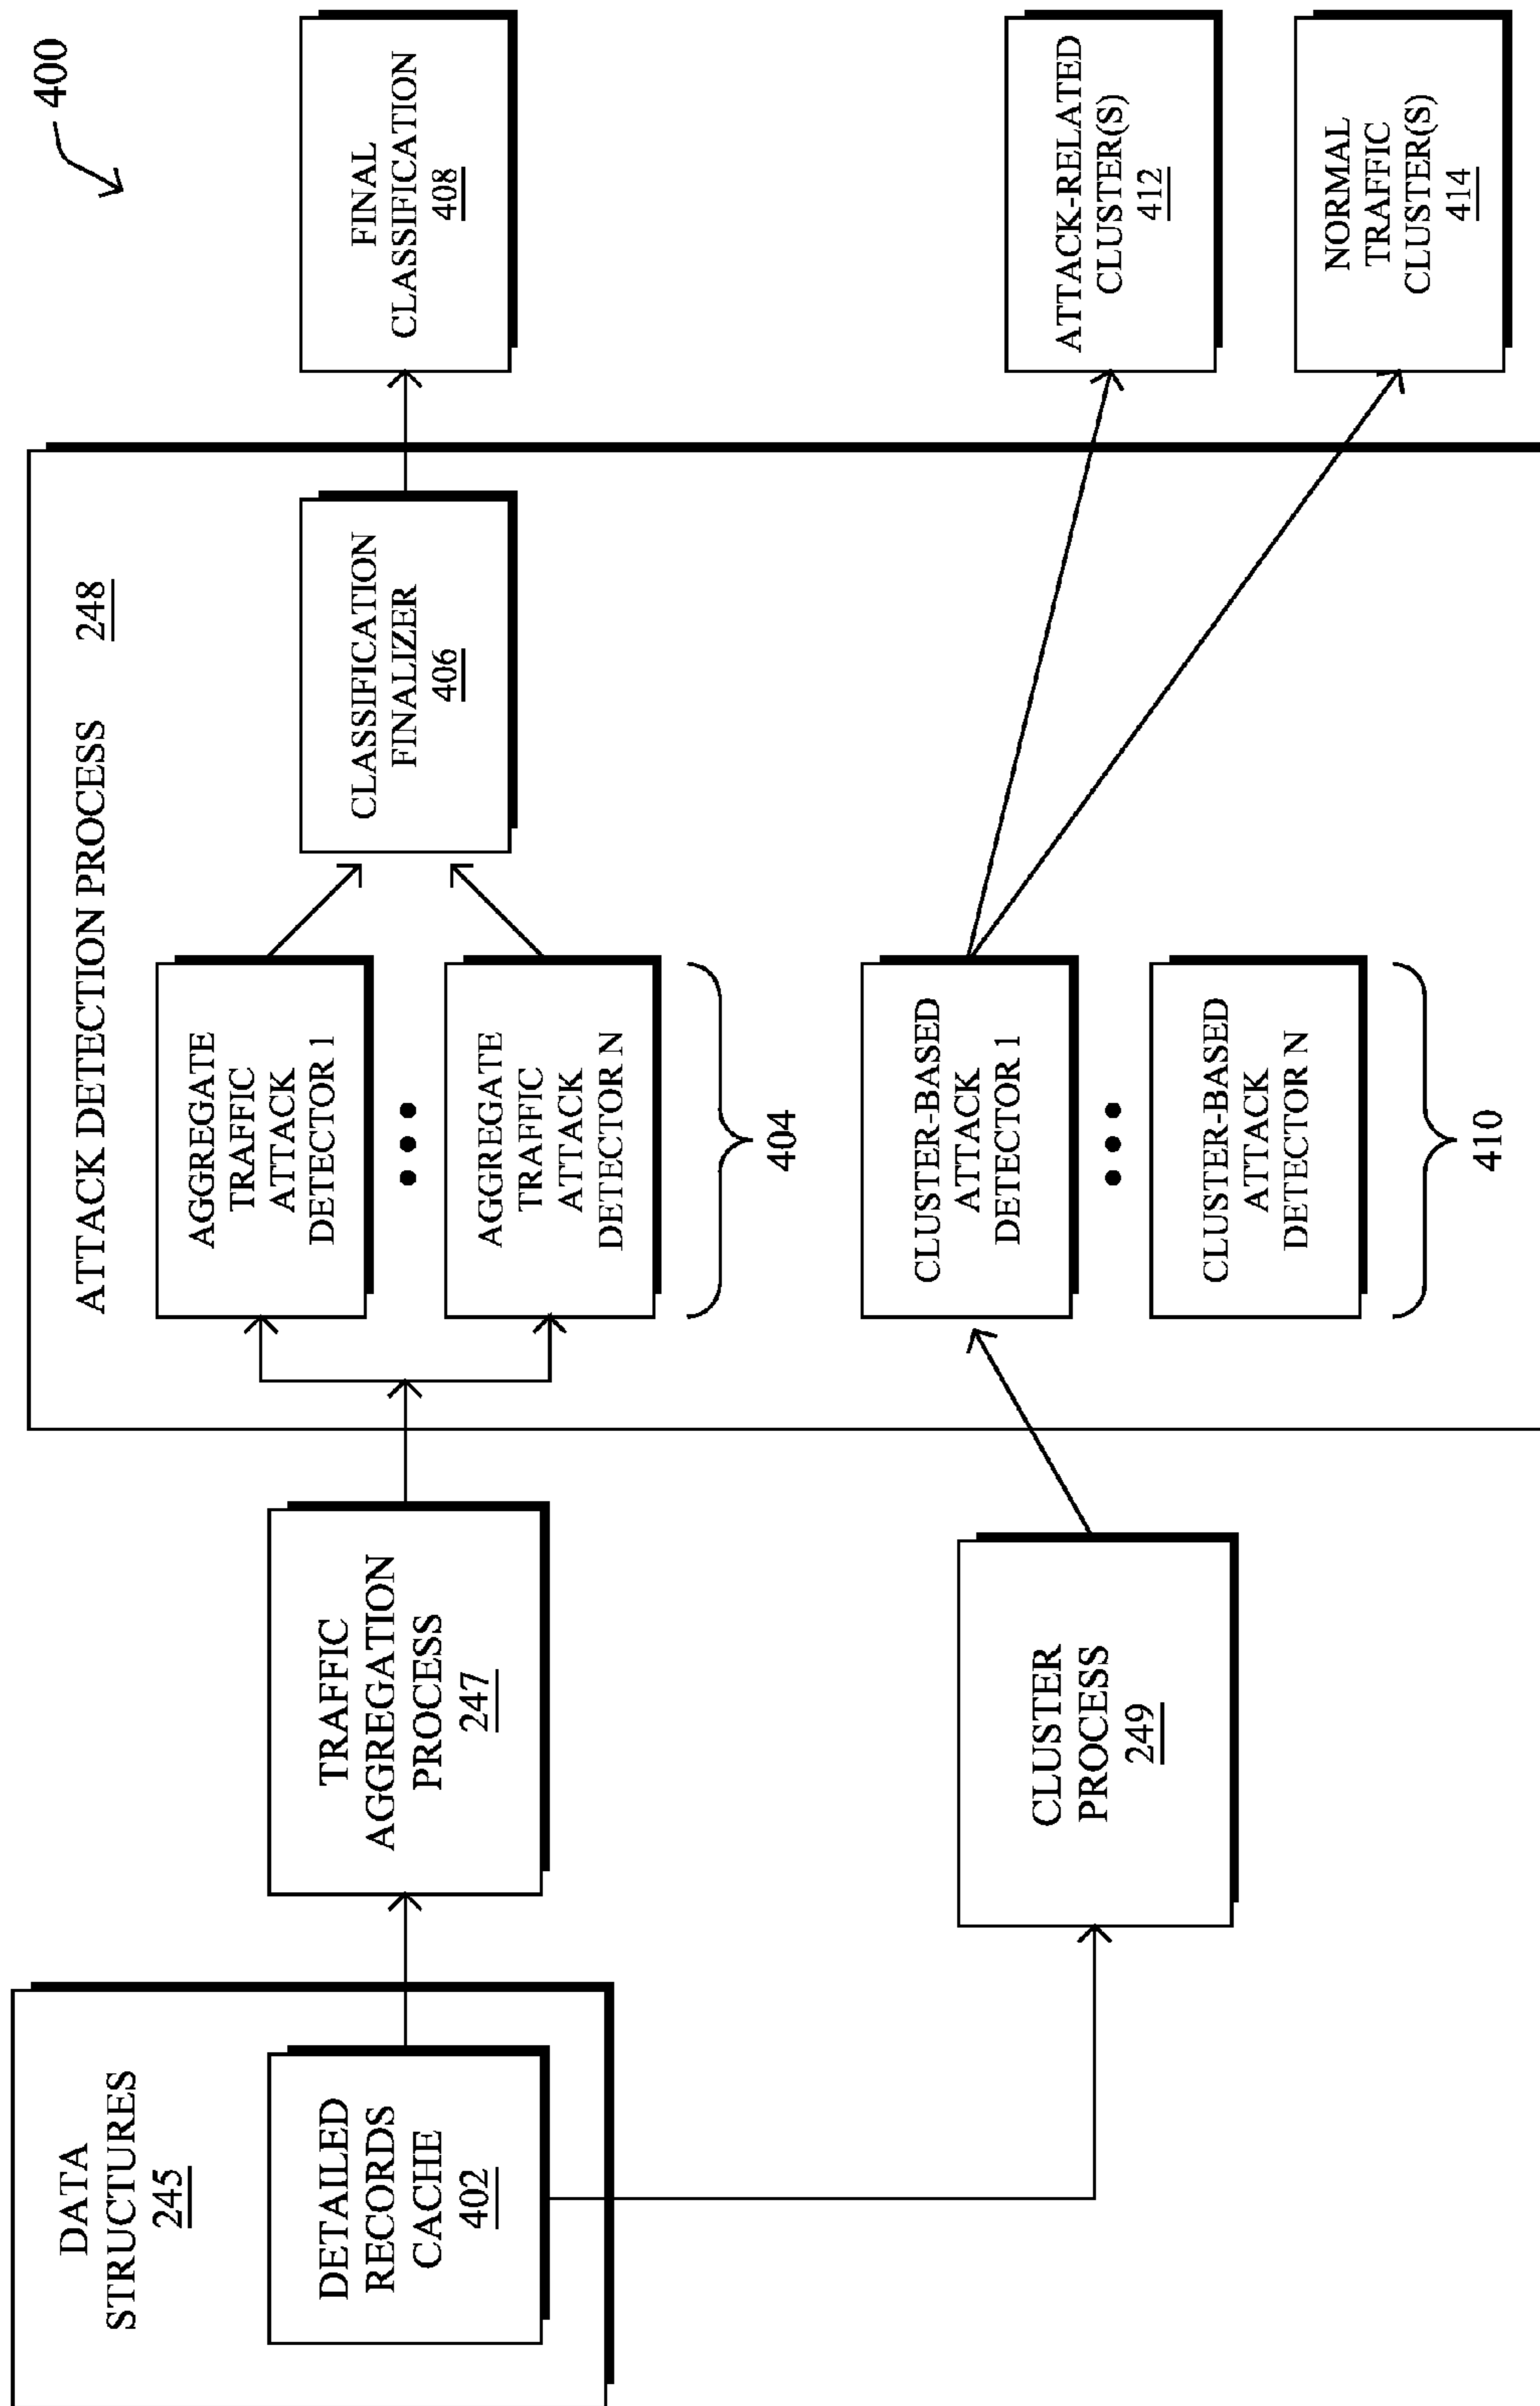 400
DATA
STRUCTURES
245
DETAILED
RECORDS
CACHE
402
TRAFFIC
AGGREGATION
PROCESS
247
CLUSTER
PROCESS
249
ATTACK DETECTION PROCESS 248
AGGREGATE
TRAFFIC
ATTACK
DETECTOR 1
AGGREGATE
TRAFFIC
ATTACK
DETECTOR N
404
CLASSIFICATION
FINALIZER
406
CLUSTER-BASED
ATTACK
DETECTOR 1
CLUSTER-BASED
ATTACK
DETECTOR N
410
FINAL
CLASSIFICATION
408
ATTACK-RELATED
CLUSTER(S)
412
NORMAL
TRAFFIC
CLUSTER(S)
414